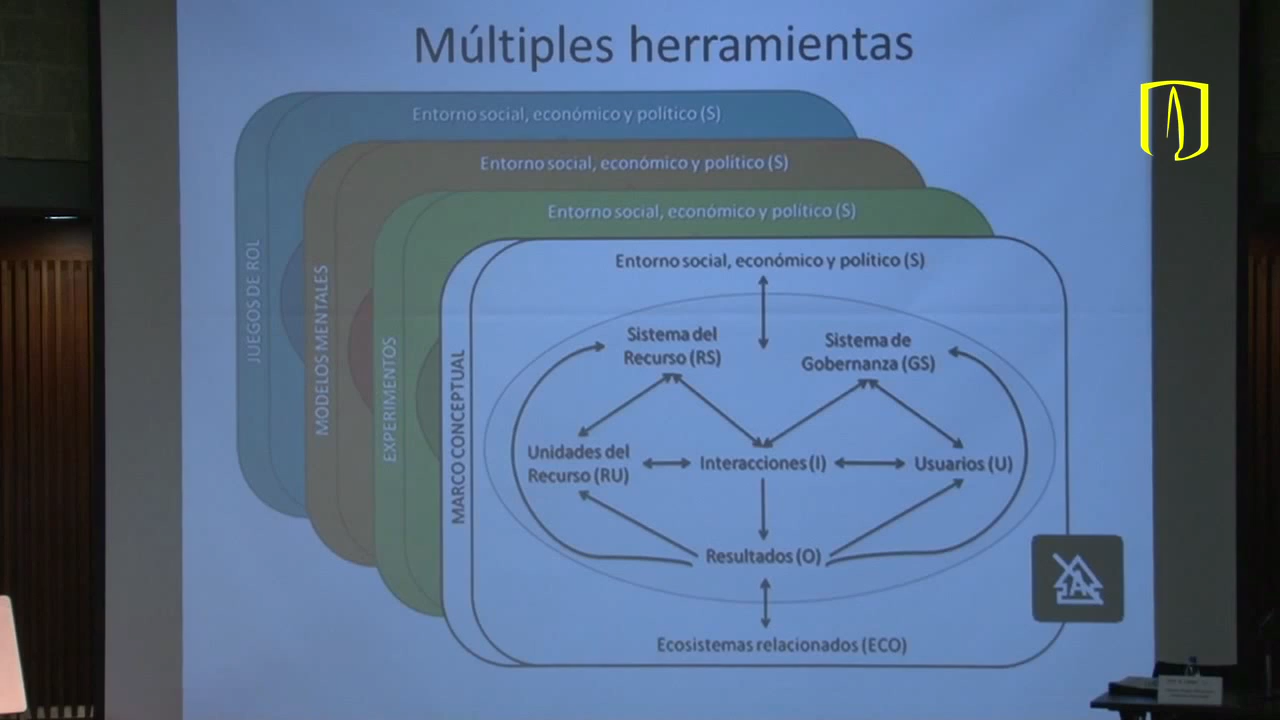 Múltiples herramientas
Entorno social, económico y político (S)
Entorno social, económico y político (S)
Entorno social, económico y político (S)
Entorno social, económico y político (S)
JUEGOS DE ROL
MODELOS MENTALES
EXPERIMENTOS
MARCO CONCEPTUAL
Sistema del
Recurso (RS)
Sistema de
Gobernanza (GS)
Unidades del
Recurso (RU)
Interacciones (I)
Usuarios (U)
Resultados (O)
Ecosistemas relacionados (ECO)
A